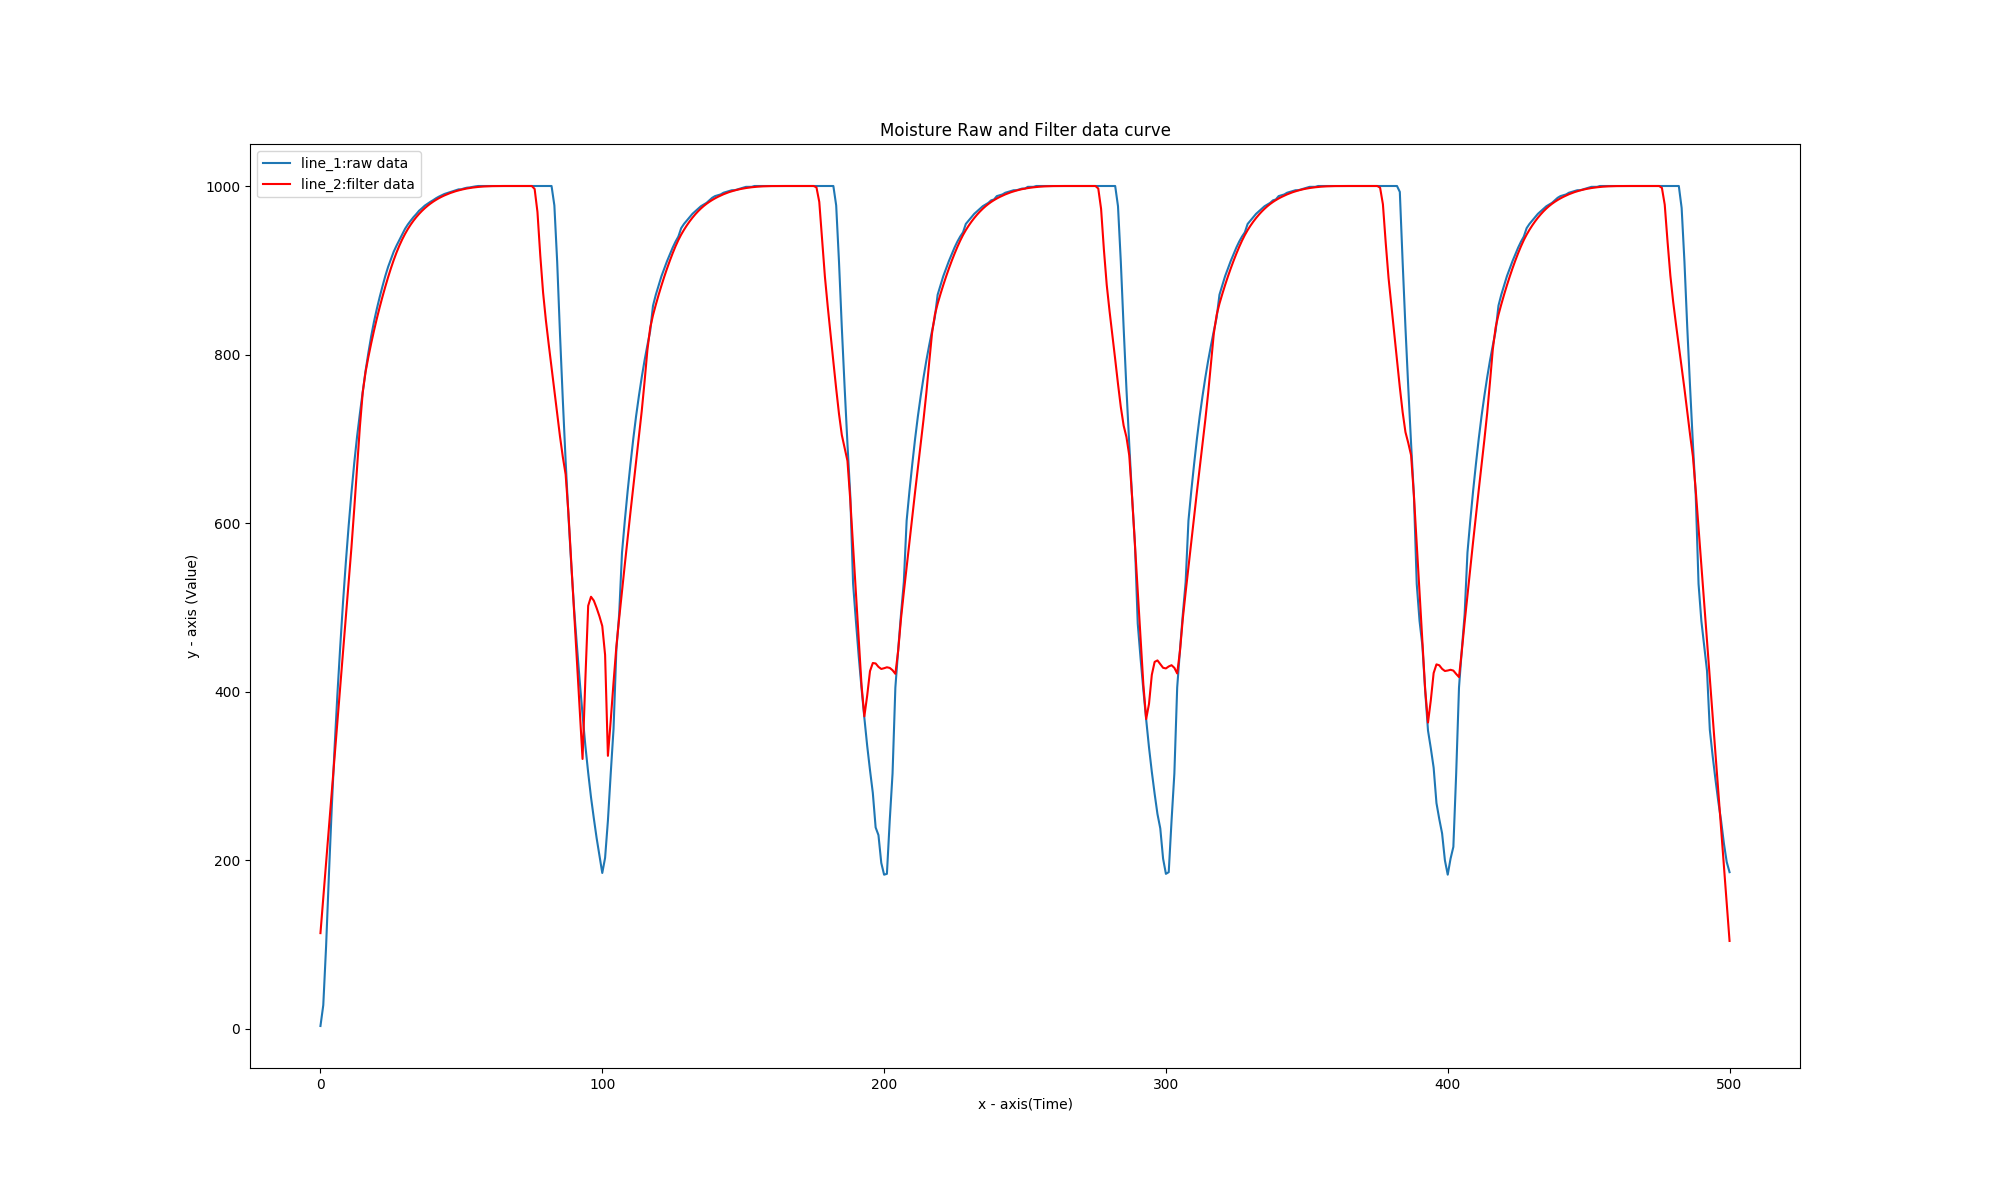 Moisture Raw and Filter data curve
line_1:raw data
line_2:filter data
1000
800
600
400
200
0
y - axis (Value)
0 100 200 300 400 500
x - axis(Time)